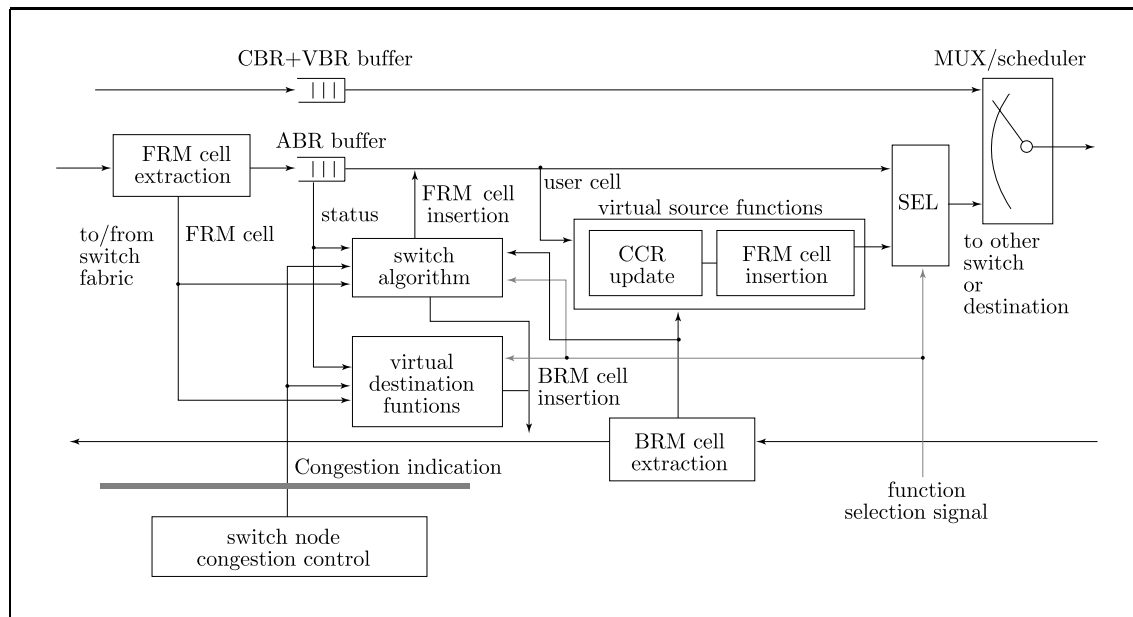 CBR+VBR buffer
MUX/scheduler
ABR buffer
FRM cell
extraction
user cell
FRM cell
insertion
SEL
virtual source functions
status
to/from
switch
fabric
FRM cell
switch
algorithm
CCR
update
FRM cell
insertion
to other
switch
or
destination
virtual
destination
funtions
BRM cell
insertion
BRM cell
extraction
Congestion indication
function
selection signal
switch node
congestion control